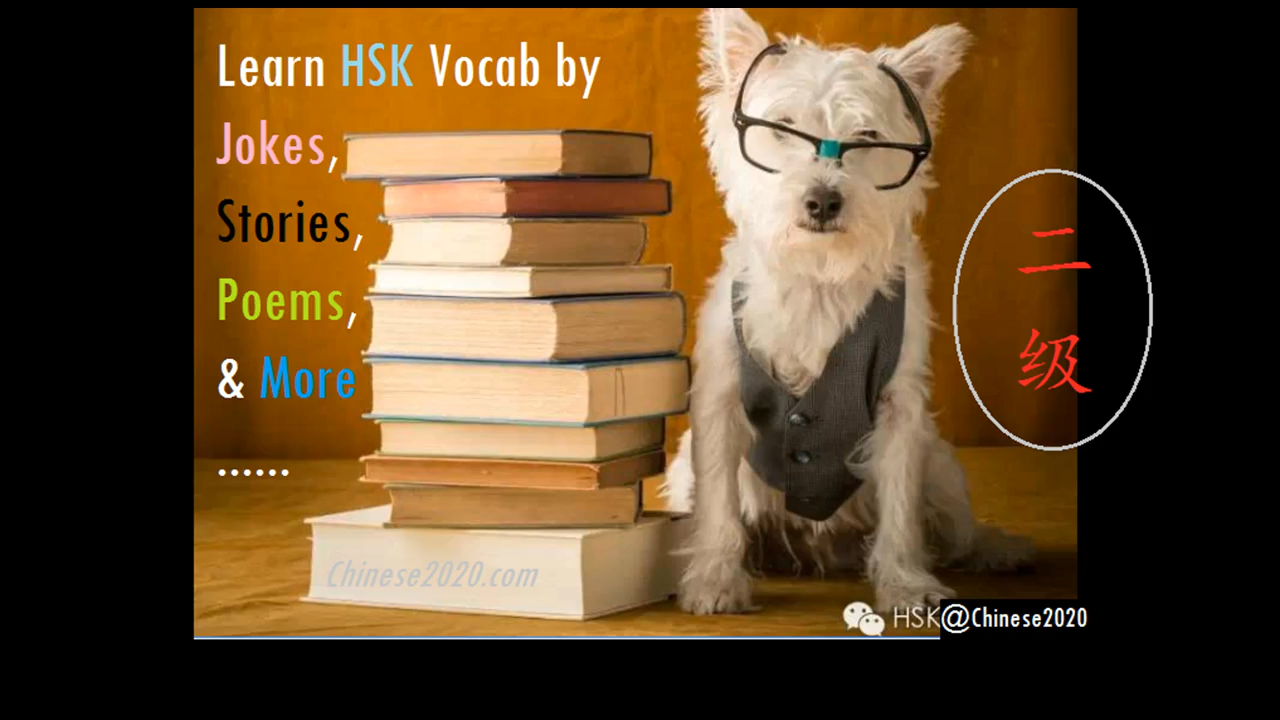 Learn HSK Vocab by
Jokes,
Stories,
Poems,
& More
......
二
级
Chinese2020.com
HSK@Chinese2020